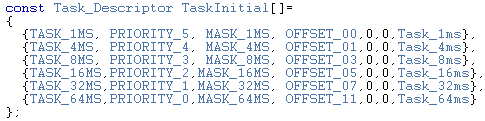 const Task_Descriptor TaskInitial[]=
{
{TASK_1MS, PRIORITY_5, MASK_1MS, OFFSET_00,0,0,Task_1ms},
{TASK_4MS, PRIORITY_4, MASK_4MS, OFFSET_01,0,0,Task_4ms},
{TASK_8MS, PRIORITY_3, MASK_8MS, OFFSET_03,0,0,Task_8ms},
{TASK_16MS,PRIORITY_2,MASK_16MS, OFFSET_05,0,0,Task_16ms},
{TASK_32MS,PRIORITY_1,MASK_32MS, OFFSET_07,0,0,Task_32ms},
{TASK_64MS,PRIORITY_0,MASK_64MS, OFFSET_11,0,0,Task_64ms}
};